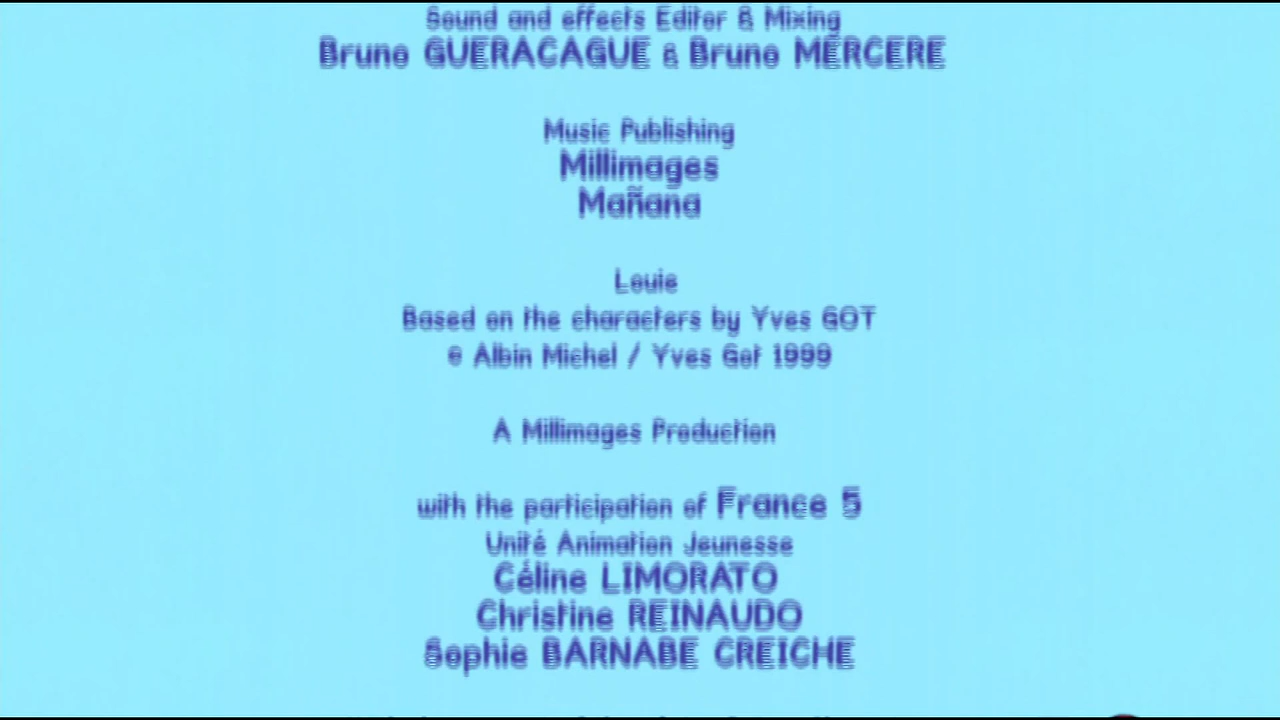 Sound and effects Editor & Mixing
Bruno GUERACAGUE & Bruno MERCERE
Music Publishing
Millimages
Mañana
Louie
Based on the characters by Yves GOT
© Albin Michel / Yves Got 1999
A Millimages Production
with the participation of France 5
Unité Animation Jeunesse
Céline LIMORATO
Christine REINAUDO
Sophie BARNABE CREICHE